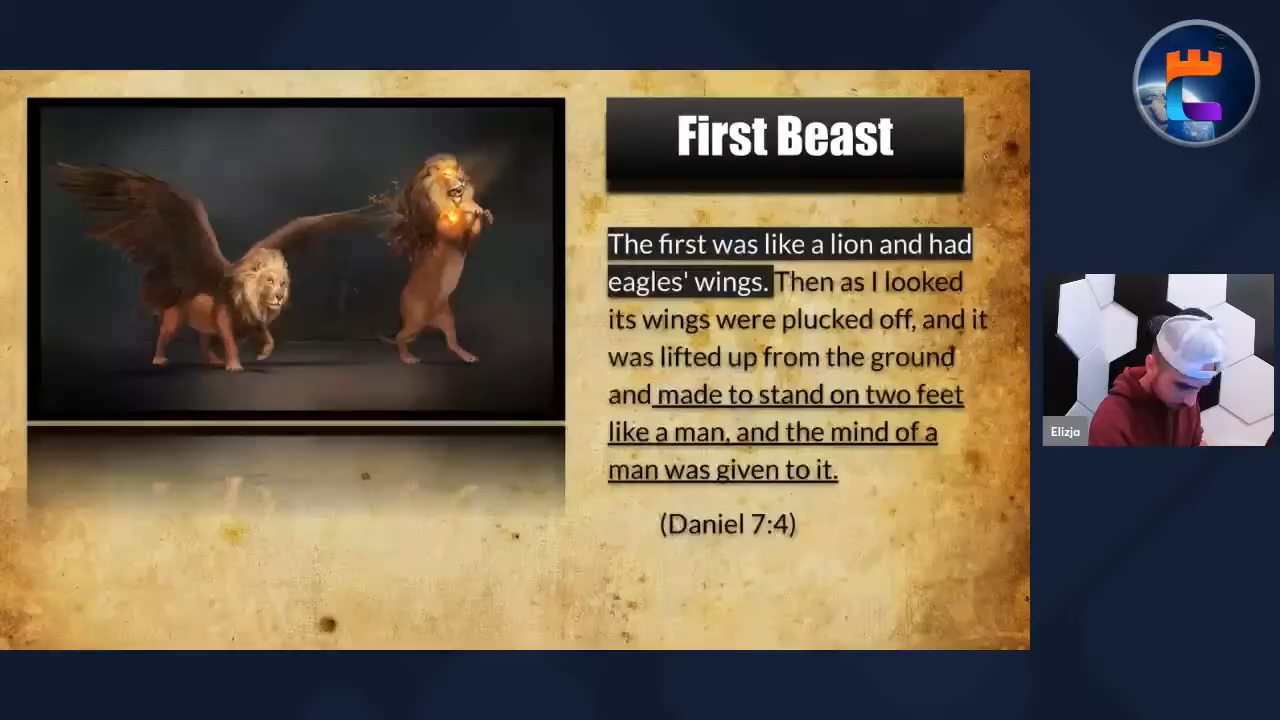 First Beast
The first was like a lion and had
eagles' wings. Then as I looked
its wings were plucked off, and it
was lifted up from the ground
and made to stand on two feet
like a man, and the mind of a
man was given to it.
(Daniel 7:4)
Elizja